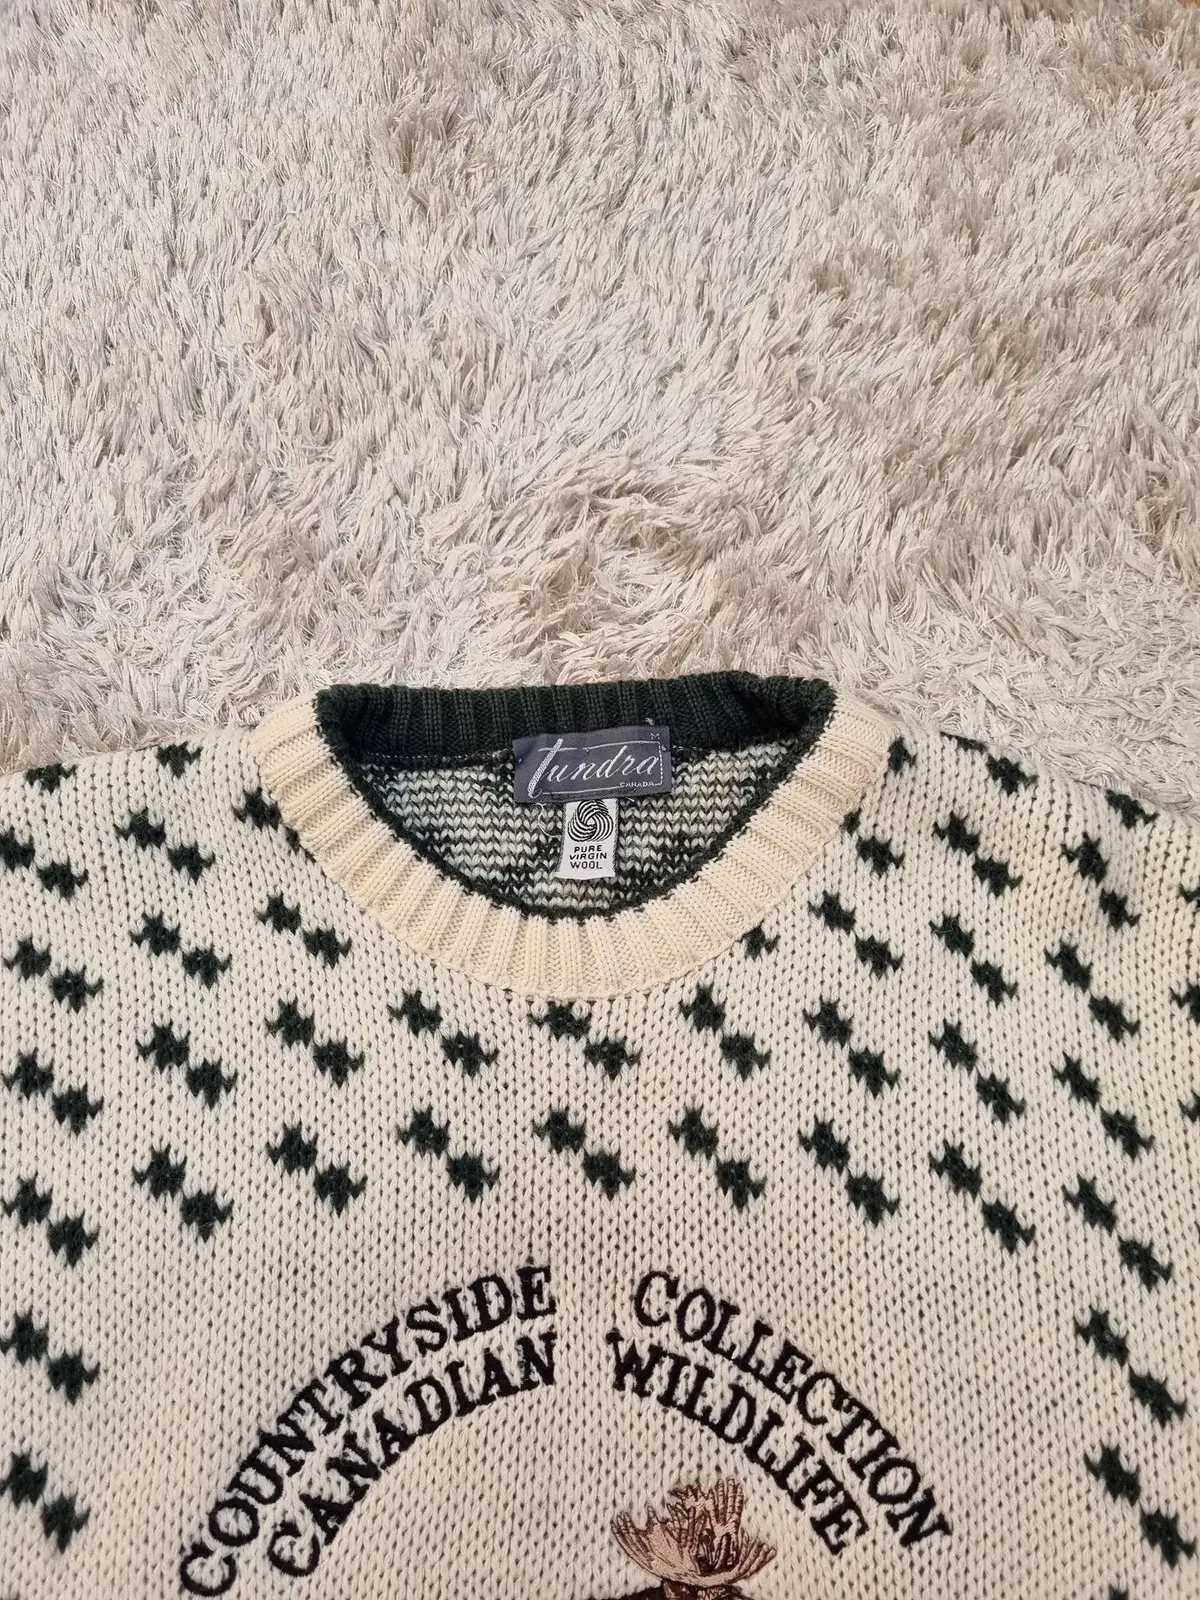 tundra
CANADA
M
PURE
VIRGIN
WOOL
COUNTRYSIDE COLLECTION
CANADIAN WILDLIFE